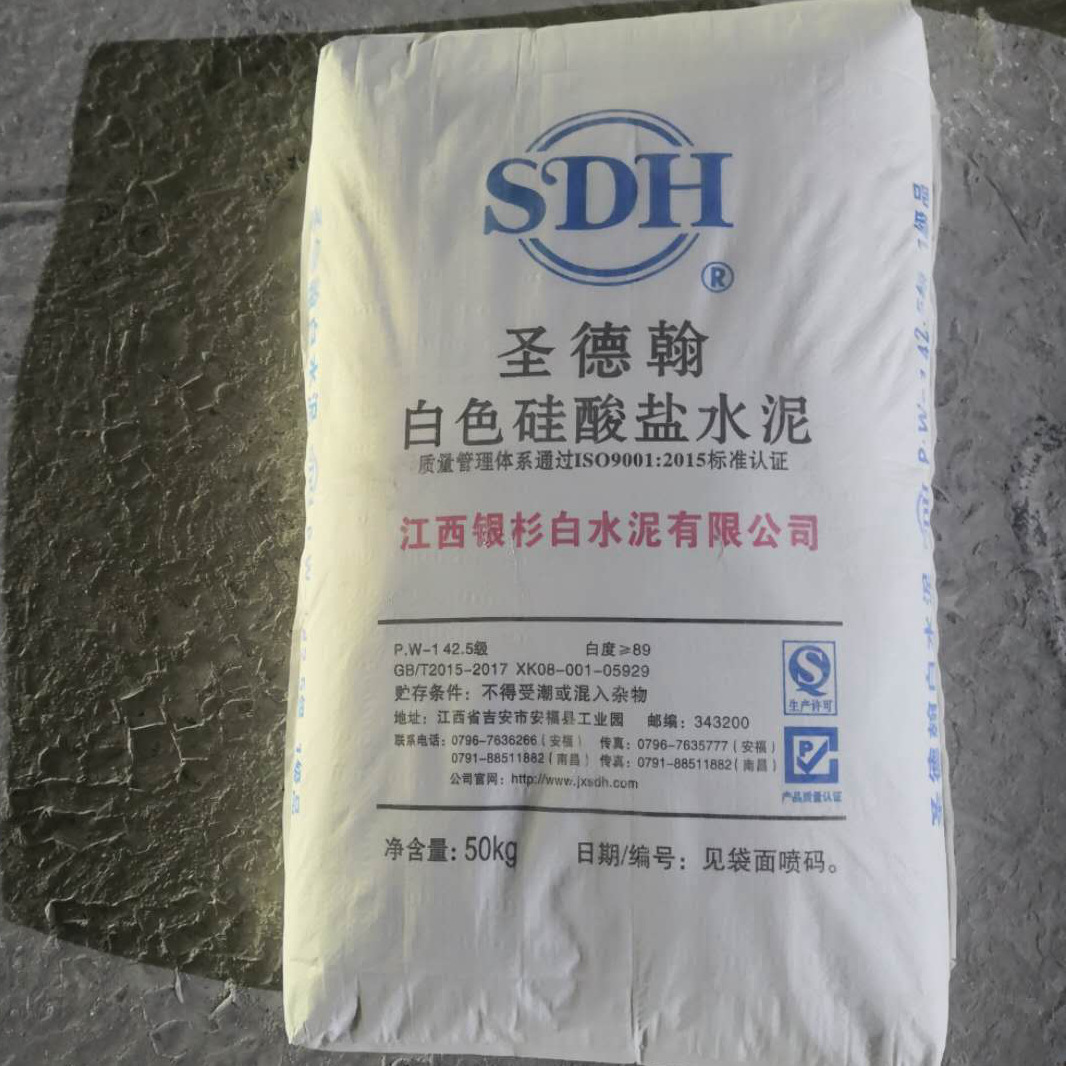 SDH
®
圣德翰
白色硅酸盐水泥
质量管理体系通过ISO9001:2015标准认证
江西银杉白水泥有限公司
P.W-1 42.5级 白度≥89
GB/T2015-2017 XK08-001-05929
贮存条件：不得受潮或混入杂物
地址：江西省吉安市安福县工业园 邮编：343200
联系电话：0796-7636266（安福） 传真：0796-7635777（安福）
0791-88511882（南昌） 传真：0791-88511882（南昌）
公司官网：http://www.jxsdh.com
生产许可
产品质量认证
净含量：50kg 日期/编号：见袋面喷码。